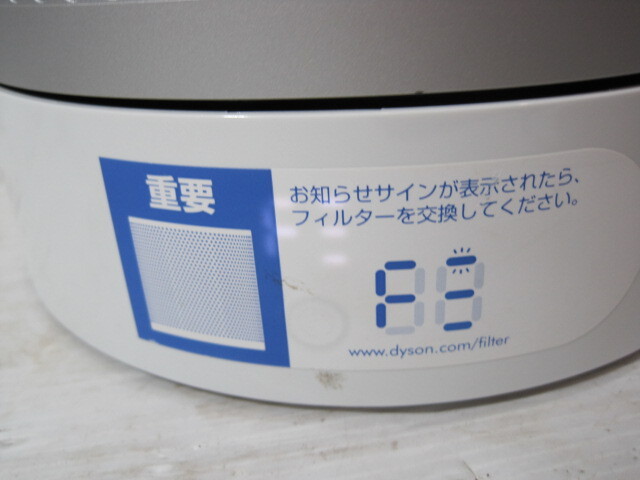 重要
お知らせサインが表示されたら、
フィルターを交換してください。
F
www.dyson.com/filter